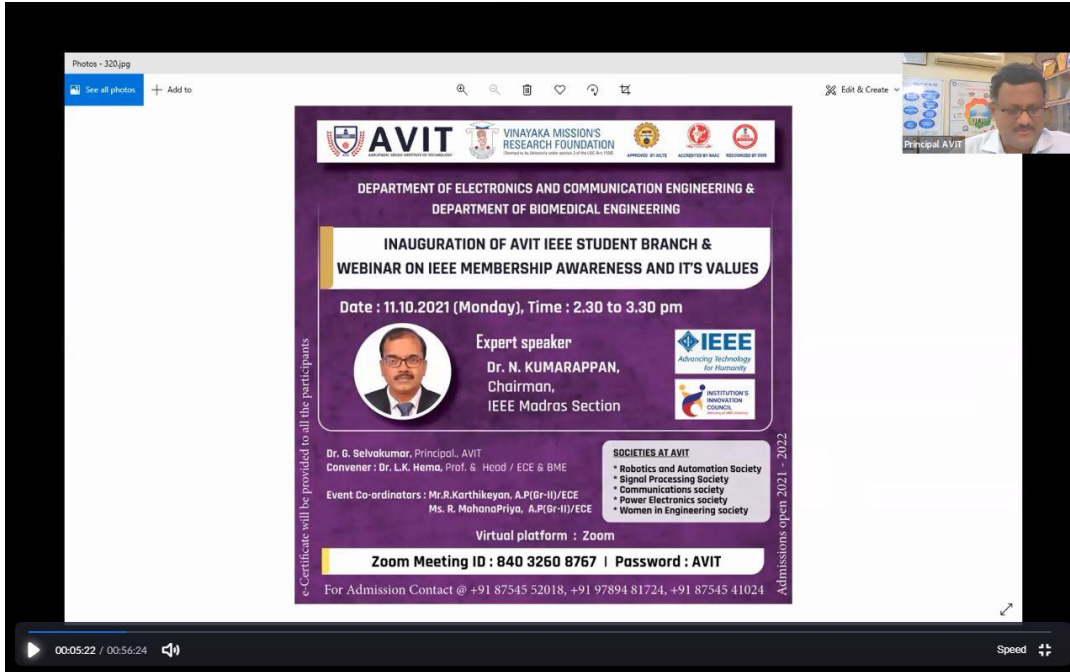 Photos - 320.jpg
See all photos
Add to
Edit & Create
Principal AVIT
AVIT
VINAYAKA MISSION'S
RESEARCH FOUNDATION
APPROVED BY AICTE
ACCREDITED BY NAAC
DEPARTMENT OF ELECTRONICS AND COMMUNICATION ENGINEERING &
DEPARTMENT OF BIOMEDICAL ENGINEERING
INAUGURATION OF AVIT IEEE STUDENT BRANCH &
WEBINAR ON IEEE MEMBERSHIP AWARENESS AND IT'S VALUES
Date : 11.10.2021 (Monday), Time : 2.30 to 3.30 pm
Expert speaker
Dr. N. KUMARAPPAN,
Chairman,
IEEE Madras Section
IEEE
Advancing Technology
for Humanity
INSTITUTION'S
INNOVATION
COUNCIL
e-Certificate will be provided to all the participants
Dr. G. Selvakumar, Principal., AVIT
Convener : Dr. L.K. Hema, Prof. & Head / ECE & BME
Event Co-ordinators : Mr.R.Karthikeyan, A.P(Gr-II)/ECE
Ms. R. MohanaPriya, A.P(Gr-II)/ECE
SOCIETIES AT AVIT
* Robotics and Automation Society
* Signal Processing Society
* Communications society
* Power Electronics society
* Women in Engineering society
Admissions open 2021 - 2022
Virtual platform : Zoom
Zoom Meeting ID : 840 3260 8767 | Password : AVIT
For Admission Contact @ +91 87545 52018, +91 97894 81724, +91 87545 41024
00:05:22 / 00:56:24
Speed